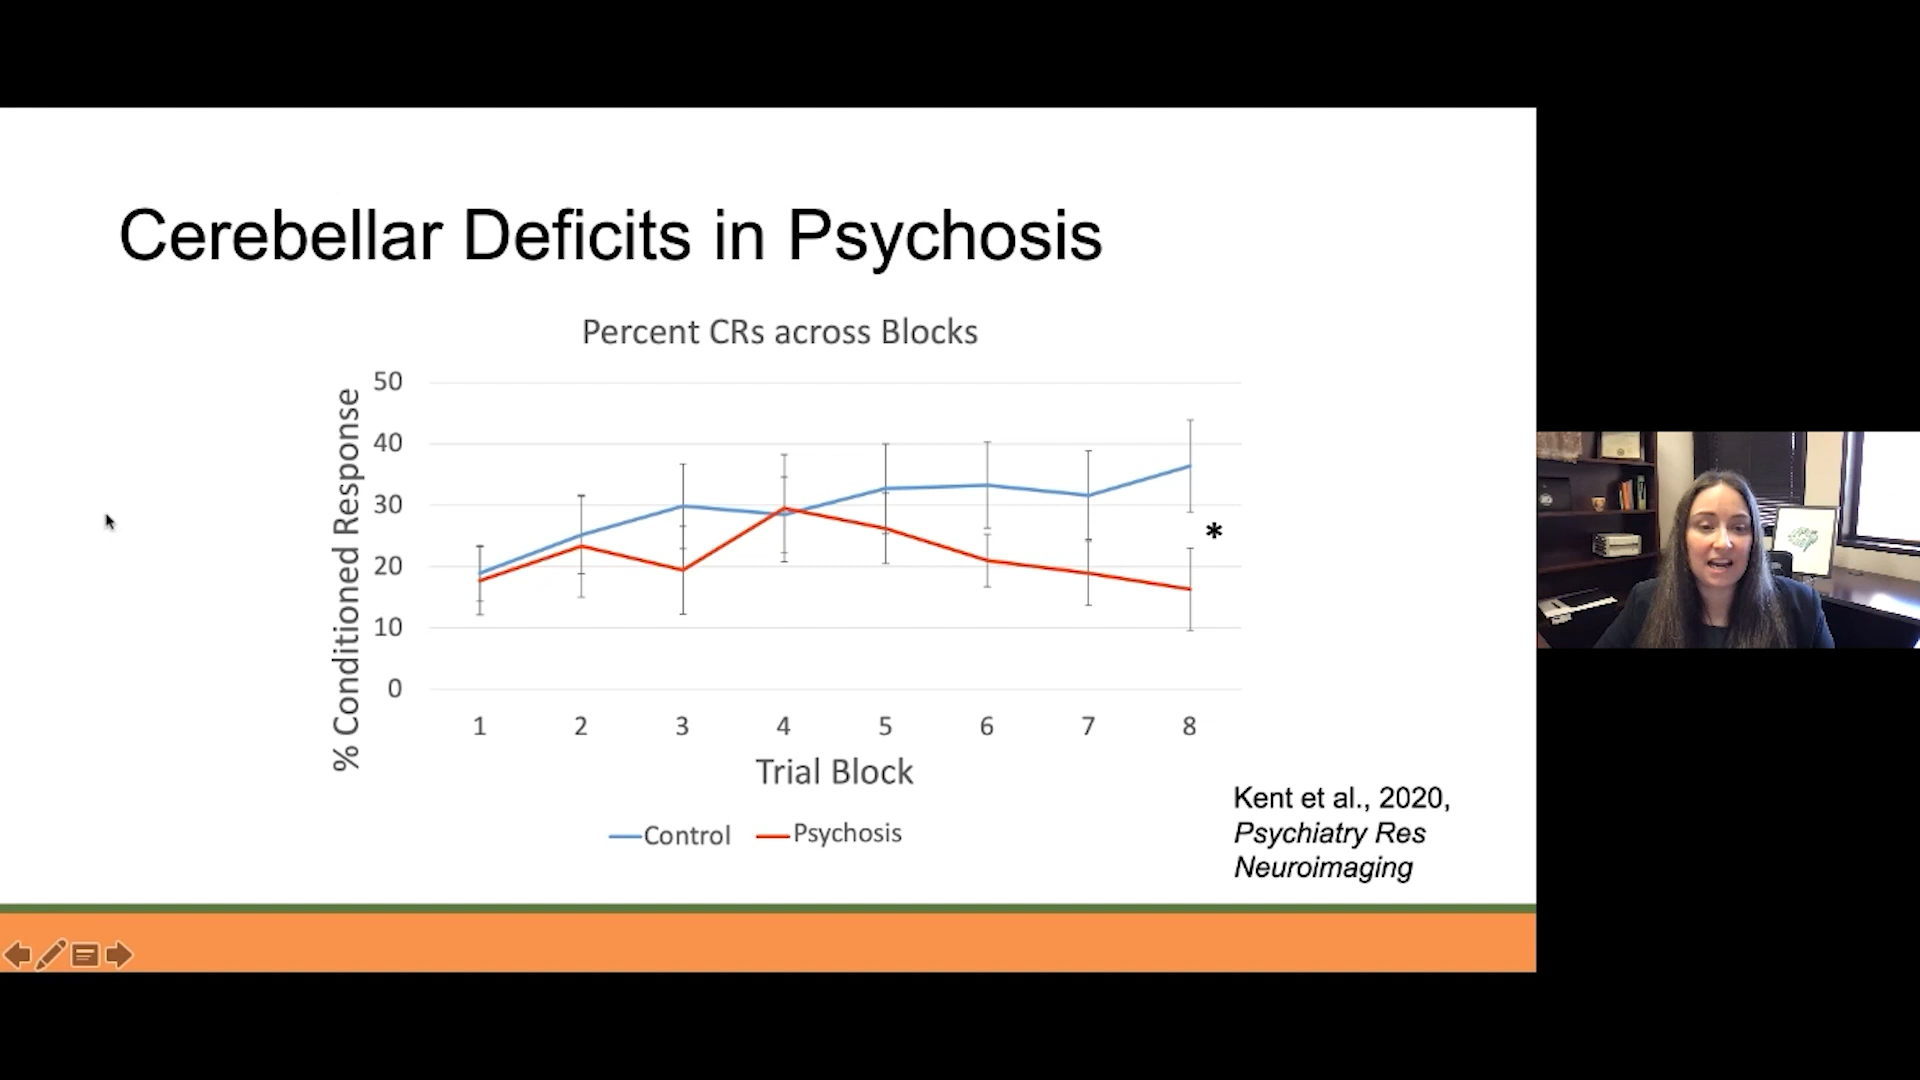 Cerebellar Deficits in Psychosis
Percent CRs across Blocks
% Conditioned Response
50
40
30
20
10
0
*
1 2 3 4 5 6 7 8
Trial Block
Control Psychosis
Kent et al., 2020,
Psychiatry Res
Neuroimaging